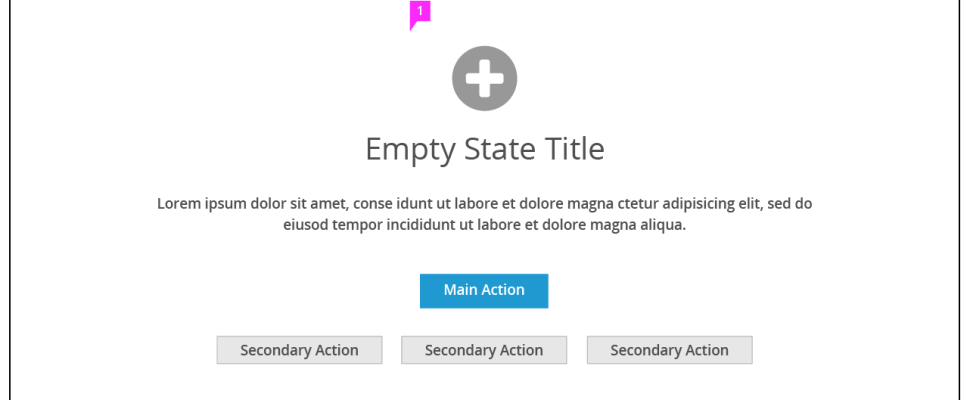 1
Empty State Title
Lorem ipsum dolor sit amet, conse idunt ut labore et dolore magna ctetur adipisicing elit, sed do
eiusod tempor incididunt ut labore et dolore magna aliqua.
Main Action
Secondary Action Secondary Action Secondary Action